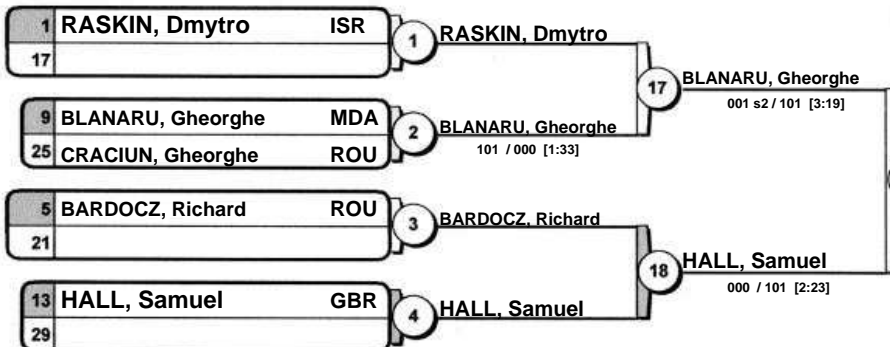 1 RASKIN, Dmytro ISR
17
1 RASKIN, Dmytro
9 BLANARU, Gheorghe MDA
25 CRACIUN, Gheorghe ROU
2 BLANARU, Gheorghe
101 / 000 [1:33]
17 BLANARU, Gheorghe
001 s2 / 101 [3:19]
5 BARDOCZ, Richard ROU
21
3 BARDOCZ, Richard
13 HALL, Samuel GBR
29
4 HALL, Samuel
18 HALL, Samuel
000 / 101 [2:23]